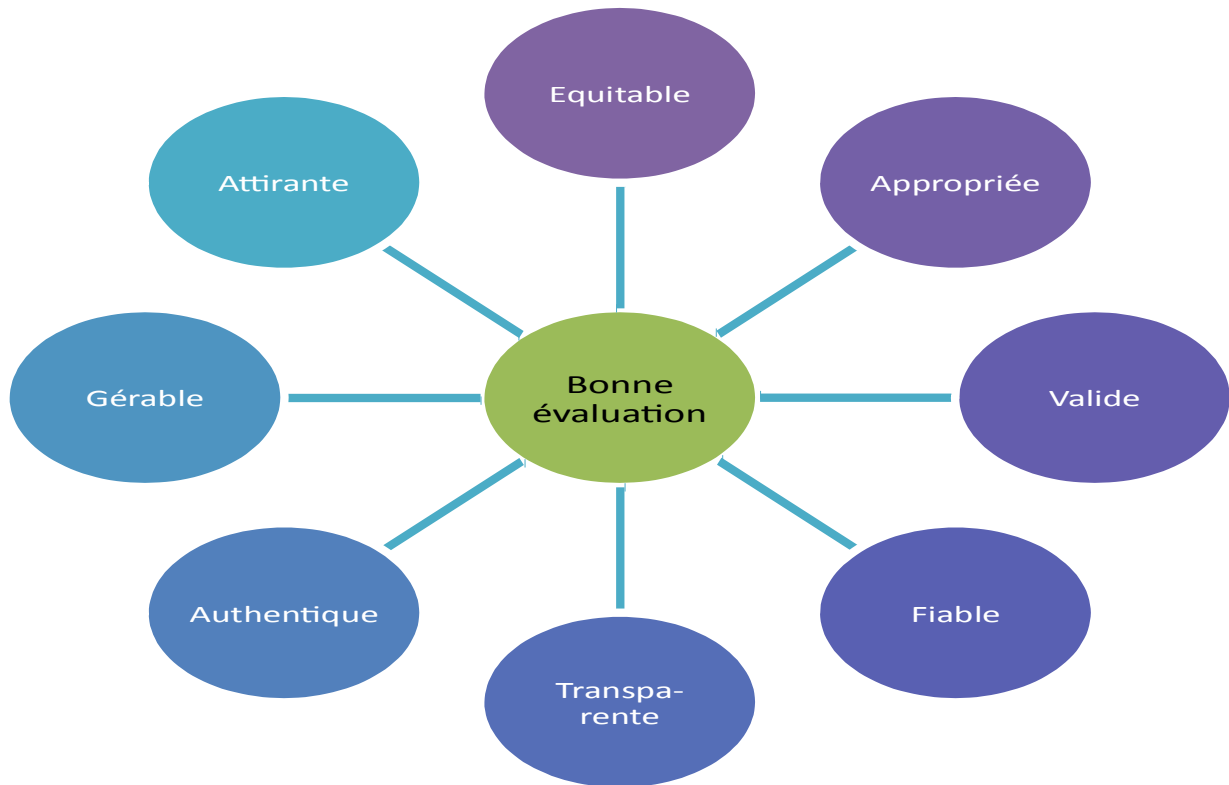 Equitable
Attirante
Appropriée
Gérable
Bonne
évaluation
Valide
Authentique
Fiable
Transpa-
rente